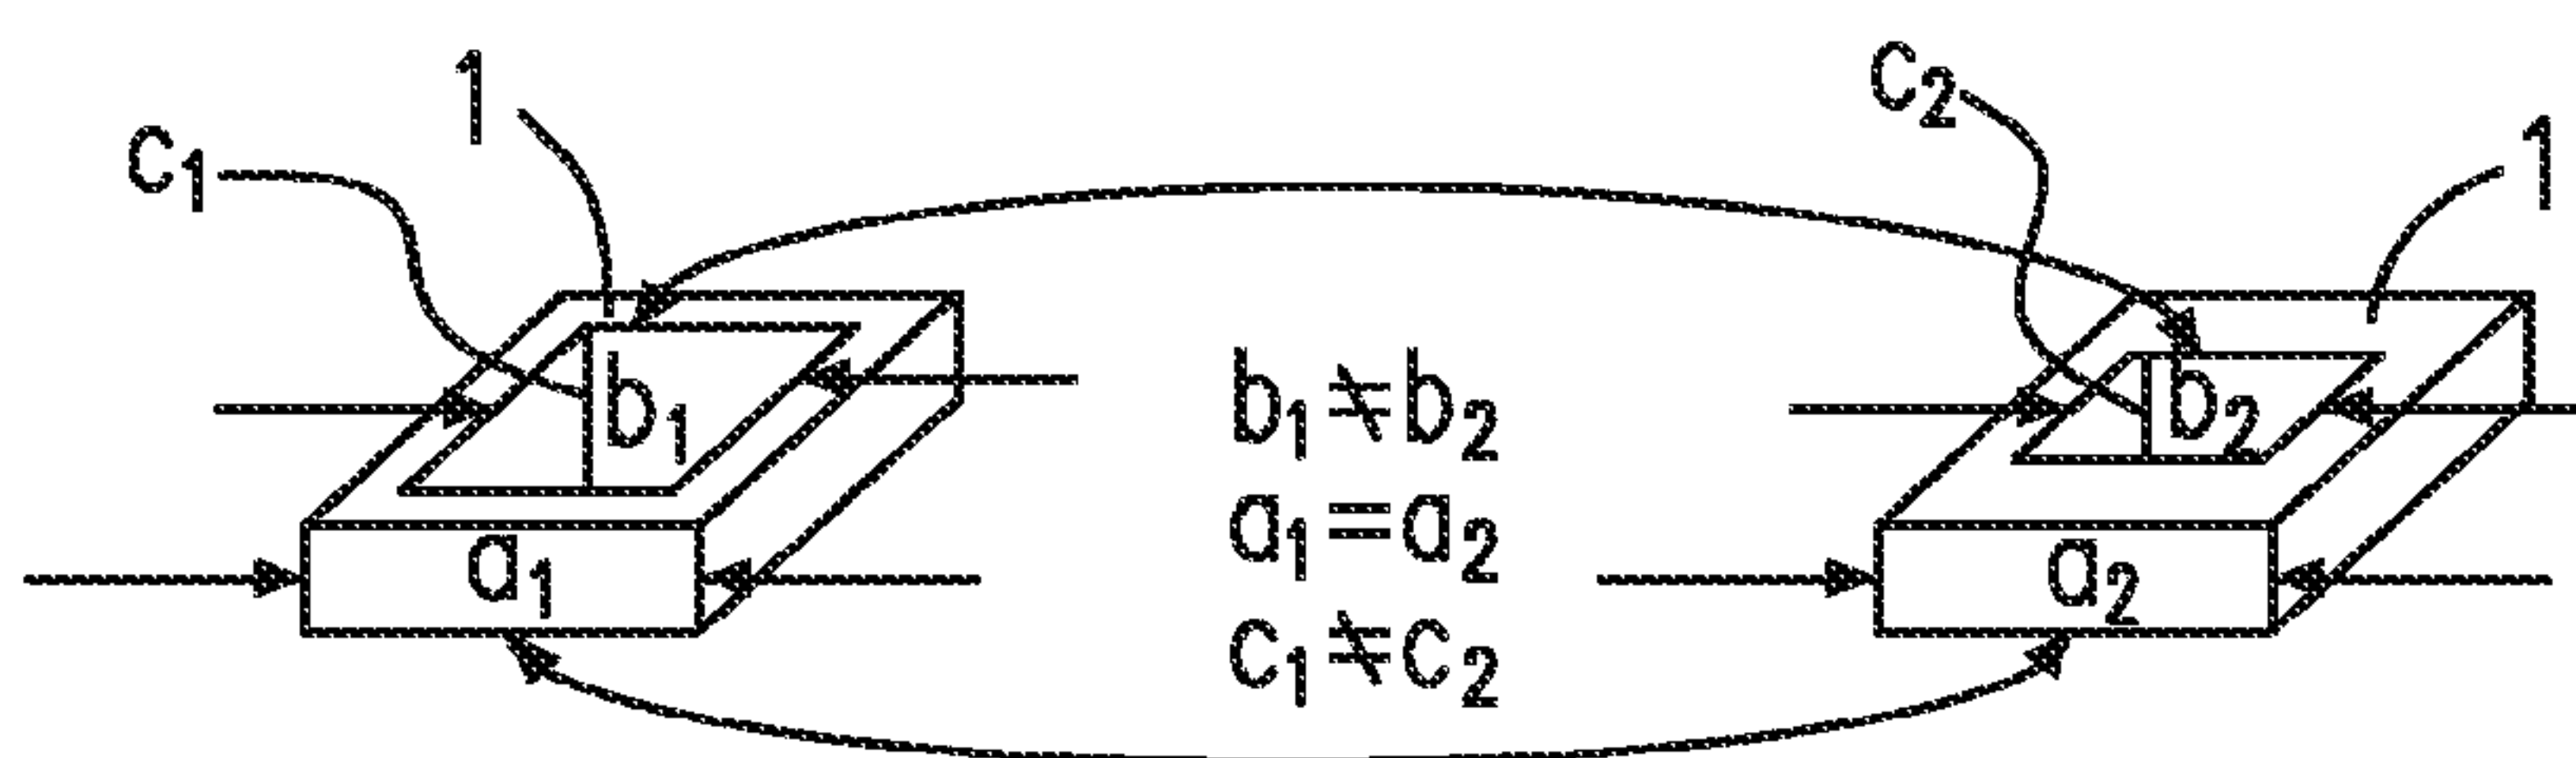 1
C₁
C₂
1
b₁
b₂
b₁≠b₂
a₁=a₂
C₁≠C₂
a₁
a₂